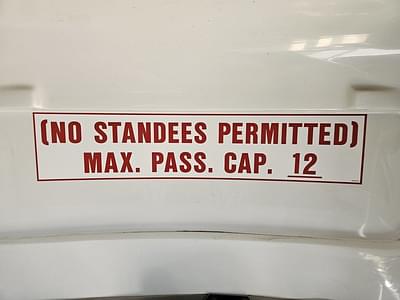 (NO STANDEES PERMITTED)
MAX. PASS. CAP. 12